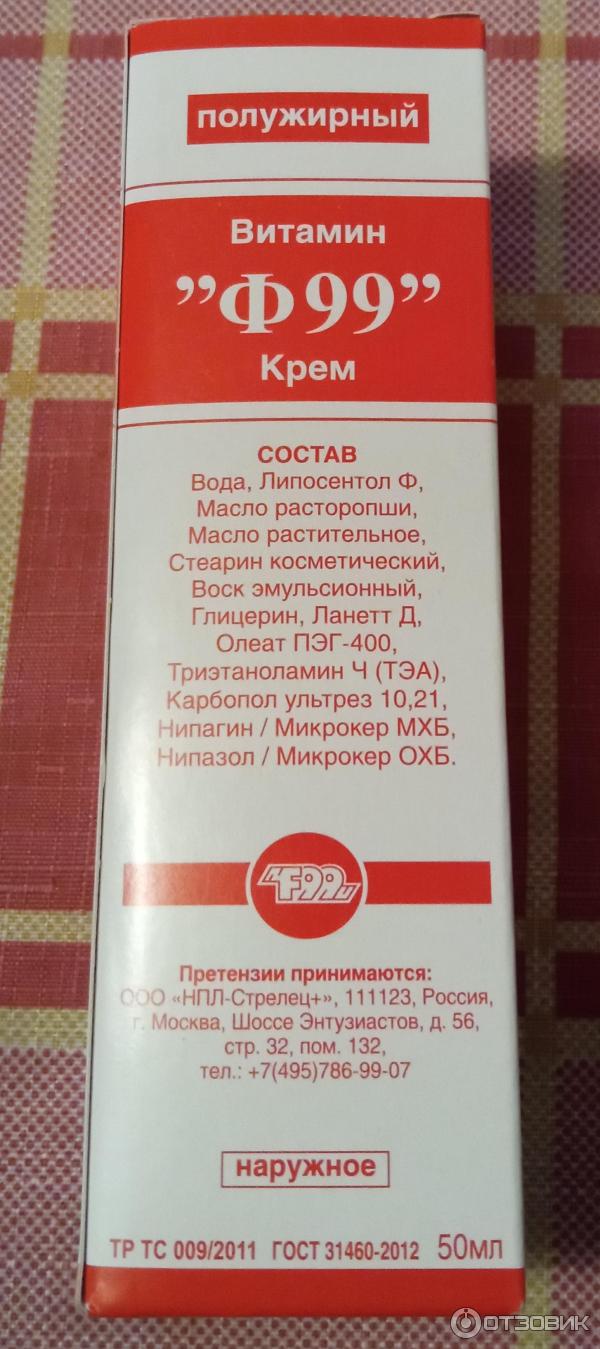 полужирный
Витамин
”Ф99”
Крем
СОСТАВ
Вода, Липосентол Ф,
Масло расторопши,
Масло растительное,
Стеарин косметический,
Воск эмульсионный,
Глицерин, Ланетт Д,
Олеат ПЭГ-400,
Триэтаноламин Ч (ТЭА),
Карбопол ультрез 10,21,
Нипагин / Микрокер МХБ,
Нипазол / Микрокер ОХБ.
"F99"
Претензии принимаются:
ООО «НПЛ-Стрелец+», 111123, Россия,
г. Москва, Шоссе Энтузиастов, д. 56,
стр. 32, пом. 132,
тел.: +7(495)786-99-07
наружное
ТР ТС 009/2011 ГОСТ 31460-2012 50мл
ОТЗОВИК